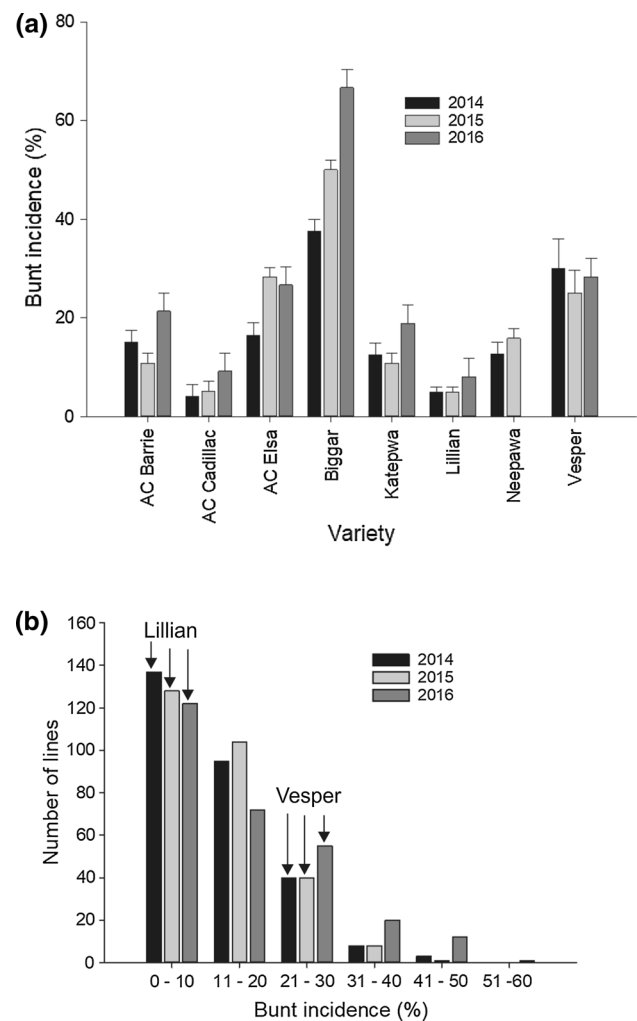 (a)
80
60
40
20
0
Bunt incidence (%)
2014
2015
2016
AC Barrie
AC Cadillac
AC Elsa
Biggar
Katepwa
Lillian
Neepawa
Vesper
Variety
(b)
160
140
120
100
80
60
40
20
0
Number of lines
Lillian
Vesper
2014
2015
2016
0 - 10
11 - 20
21 - 30
31 - 40
41 - 50
51 -60
Bunt incidence (%)